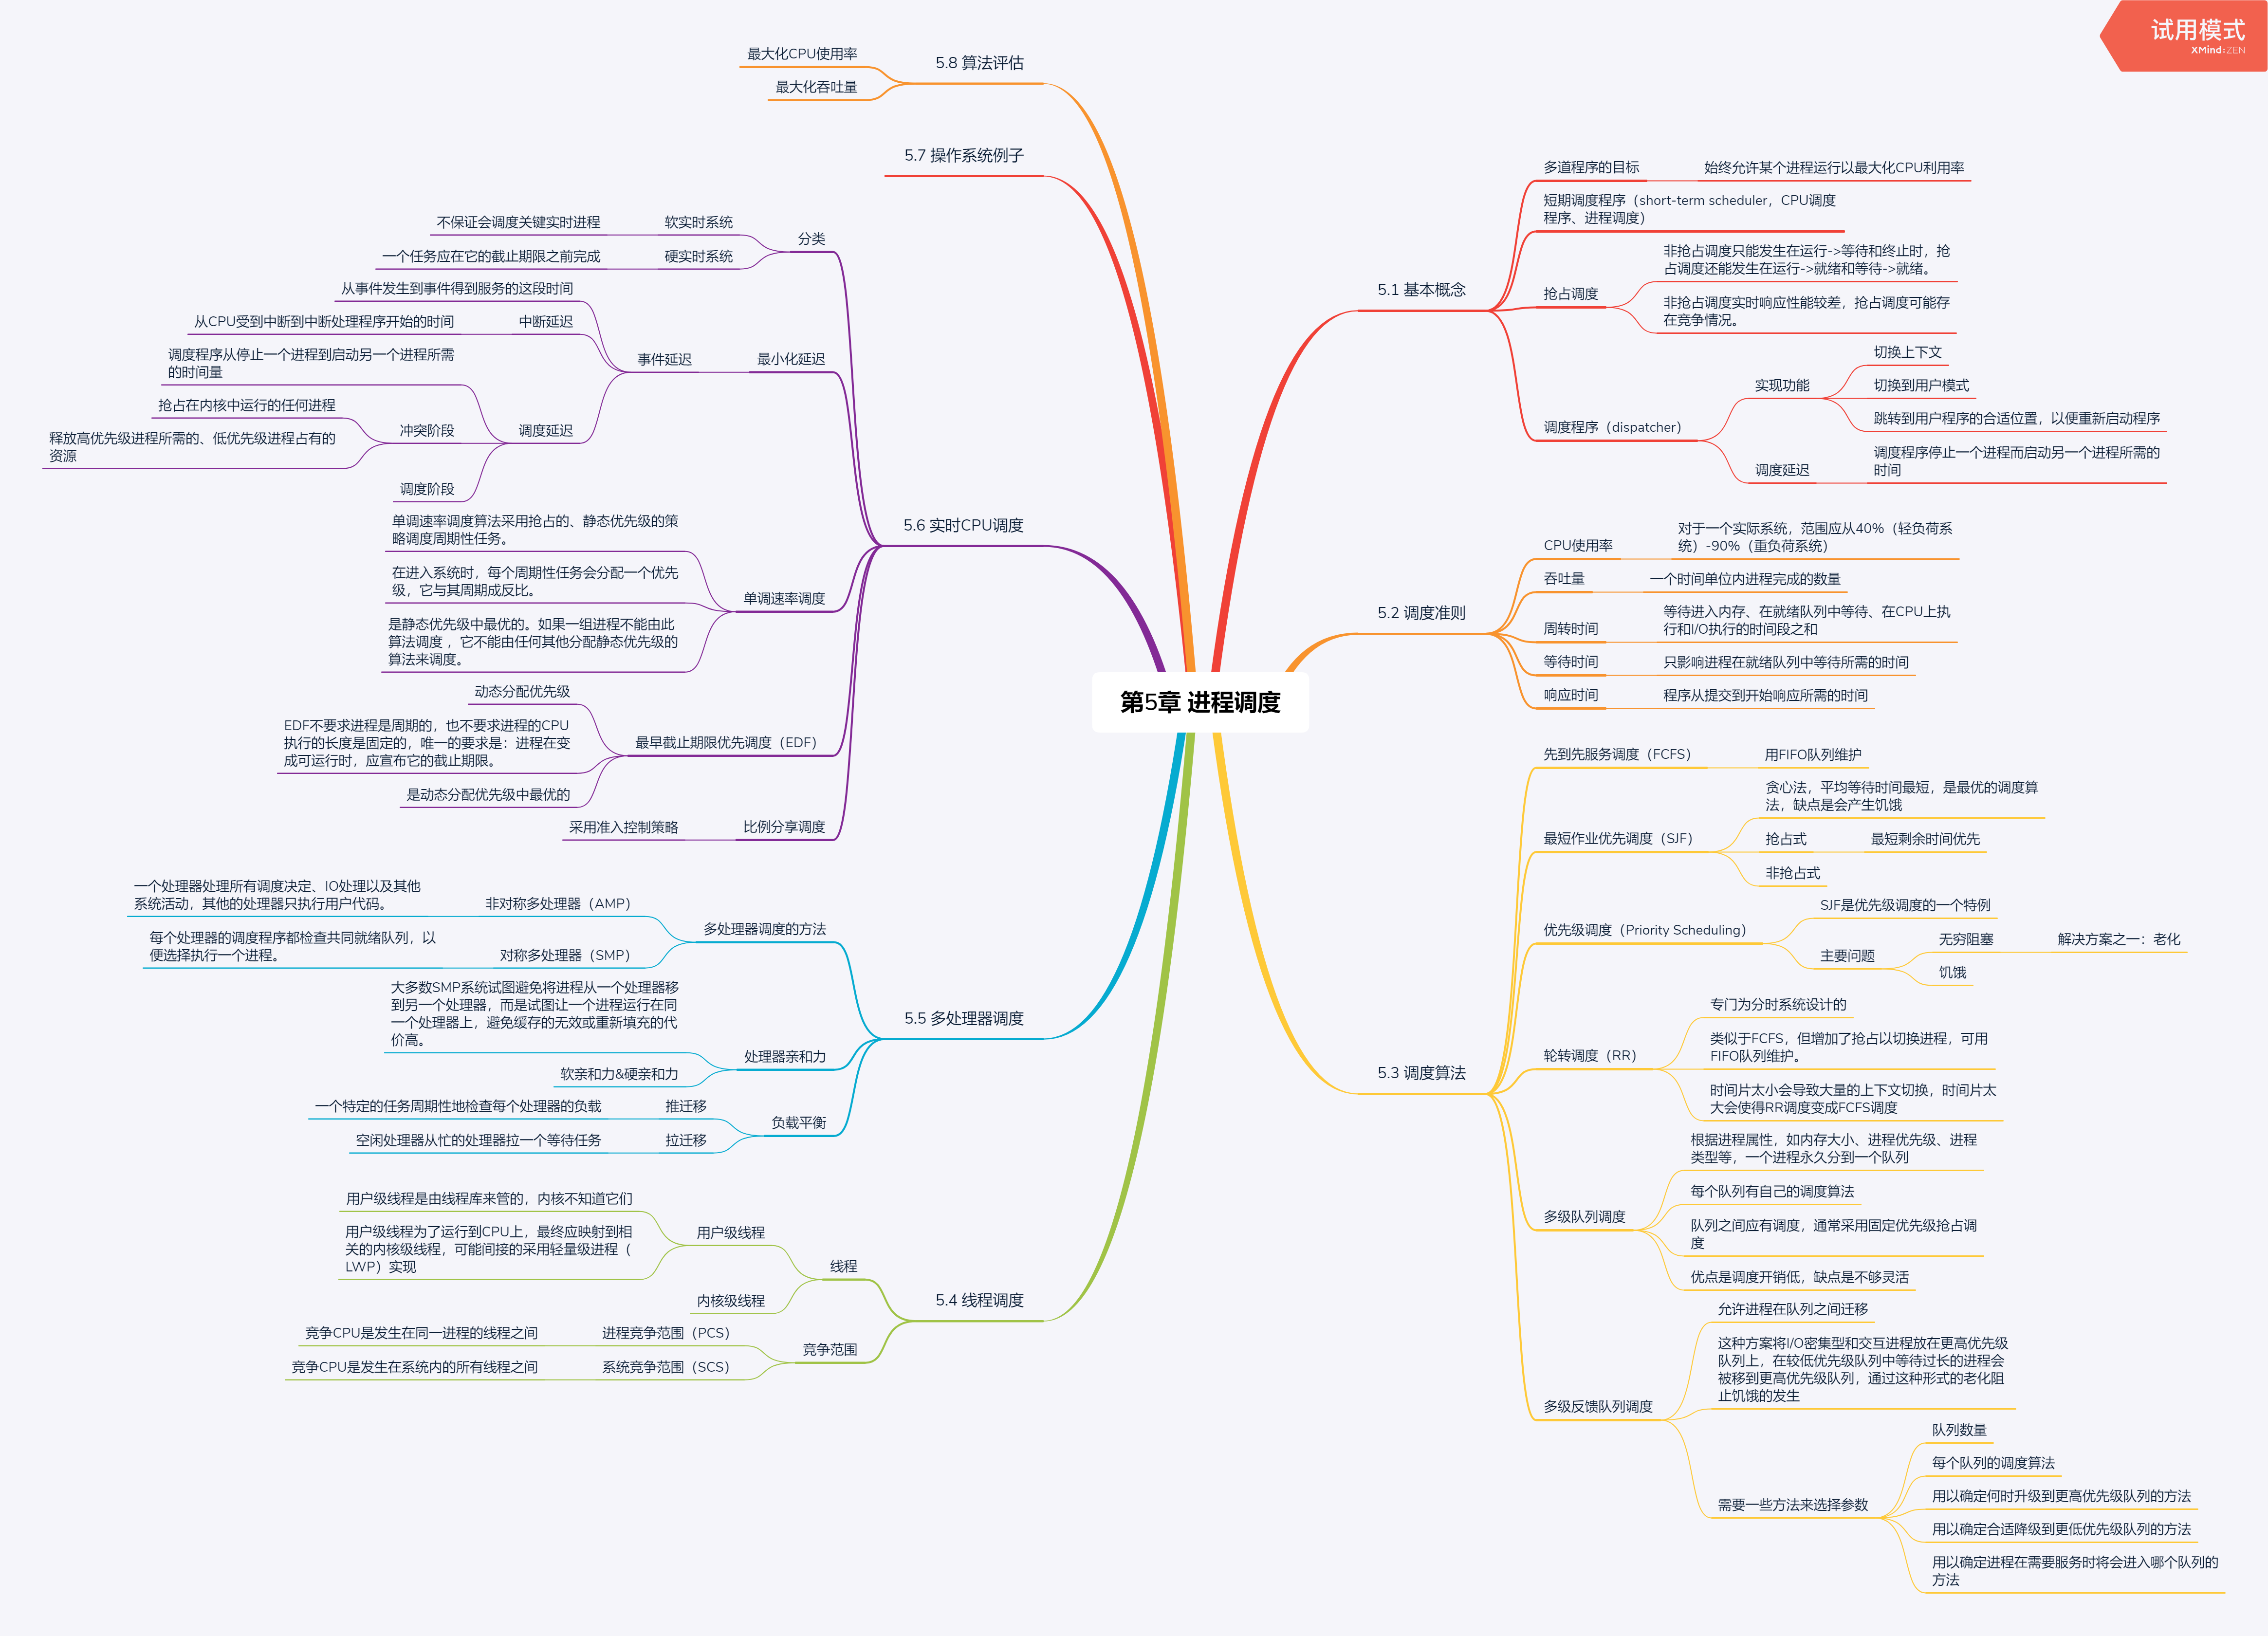 试用模式
XMind:ZEN
第5章 进程调度
5.1 基本概念
多道程序的目标
始终允许某个进程运行以最大化CPU利用率
短期调度程序（short-term scheduler，CPU调度
程序、进程调度）
抢占调度
非抢占调度只能发生在运行->等待和终止时，抢
占调度还能发生在运行->就绪和等待->就绪。
非抢占调度实时响应性能较差，抢占调度可能存
在竞争情况。
调度程序（dispatcher）
实现功能
切换上下文
切换到用户模式
跳转到用户程序的合适位置，以便重新启动程序
调度延迟
调度程序停止一个进程而启动另一个进程所需的
时间
5.2 调度准则
CPU使用率
对于一个实际系统，范围应从40%（轻负荷系
统）-90%（重负荷系统）
吞吐量
一个时间单位内进程完成的数量
周转时间
等待进入内存、在就绪队列中等待、在CPU上执
行和I/O执行的时间段之和
等待时间
只影响进程在就绪队列中等待所需的时间
响应时间
程序从提交到开始响应所需的时间
5.3 调度算法
先到先服务调度（FCFS）
用FIFO队列维护
最短作业优先调度（SJF）
贪心法，平均等待时间最短，是最优的调度算
法，缺点是会产生饥饿
抢占式
最短剩余时间优先
非抢占式
优先级调度（Priority Scheduling）
SJF是优先级调度的一个特例
主要问题
无穷阻塞
解决方案之一：老化
饥饿
轮转调度（RR）
专门为分时系统设计的
类似于FCFS，但增加了抢占以切换进程，可用
FIFO队列维护。
时间片太小会导致大量的上下文切换，时间片太
大会使得RR调度变成FCFS调度
多级队列调度
根据进程属性，如内存大小、进程优先级、进程
类型等，一个进程永久分到一个队列
每个队列有自己的调度算法
队列之间应有调度，通常采用固定优先级抢占调
度
优点是调度开销低，缺点是不够灵活
多级反馈队列调度
允许进程在队列之间迁移
这种方案将I/O密集型和交互进程放在更高优先级
队列上，在较低优先级队列中等待过长的进程会
被移到更高优先级队列，通过这种形式的老化阻
止饥饿的发生
需要一些方法来选择参数
队列数量
每个队列的调度算法
用以确定何时升级到更高优先级队列的方法
用以确定合适降级到更低优先级队列的方法
用以确定进程在需要服务时将会进入哪个队列的
方法
5.4 线程调度
线程
用户级线程
用户级线程是由线程库来管的，内核不知道它们
用户级线程为了运行到CPU上，最终应映射到相
关的内核级线程，可能间接的采用轻量级进程（
LWP）实现
内核级线程
竞争范围
进程竞争范围（PCS）
竞争CPU是发生在同一进程的线程之间
系统竞争范围（SCS）
竞争CPU是发生在系统内的所有线程之间
5.5 多处理器调度
多处理器调度的方法
非对称多处理器（AMP）
一个处理器处理所有调度决定、IO处理以及其他
系统活动，其他的处理器只执行用户代码。
对称多处理器（SMP）
每个处理器的调度程序都检查共同就绪队列，以
便选择执行一个进程。
处理器亲和力
大多数SMP系统试图避免将进程从一个处理器移
到另一个处理器，而是试图让一个进程运行在同
一个处理器上，避免缓存的无效或重新填充的代
价高。
软亲和力&硬亲和力
负载平衡
推迁移
一个特定的任务周期性地检查每个处理器的负载
拉迁移
空闲处理器从忙的处理器拉一个等待任务
5.6 实时CPU调度
分类
软实时系统
不保证会调度关键实时进程
硬实时系统
一个任务应在它的截止期限之前完成
最小化延迟
事件延迟
从事件发生到事件得到服务的这段时间
中断延迟
从CPU受到中断到中断处理程序开始的时间
调度延迟
调度程序从停止一个进程到启动另一个进程所需
的时间量
冲突阶段
抢占在内核中运行的任何进程
释放高优先级进程所需的、低优先级进程占有的
资源
调度阶段
单调速率调度
单调速率调度算法采用抢占的、静态优先级的策
略调度周期性任务。
在进入系统时，每个周期性任务会分配一个优先
级，它与其周期成反比。
是静态优先级中最优的。如果一组进程不能由此
算法调度 ，它不能由任何其他分配静态优先级的
算法来调度。
最早截止期限优先调度（EDF）
动态分配优先级
EDF不要求进程是周期的，也不要求进程的CPU
执行的长度是固定的，唯一的要求是：进程在变
成可运行时，应宣布它的截止期限。
是动态分配优先级中最优的
比例分享调度
采用准入控制策略
5.7 操作系统例子
5.8 算法评估
最大化CPU使用率
最大化吞吐量